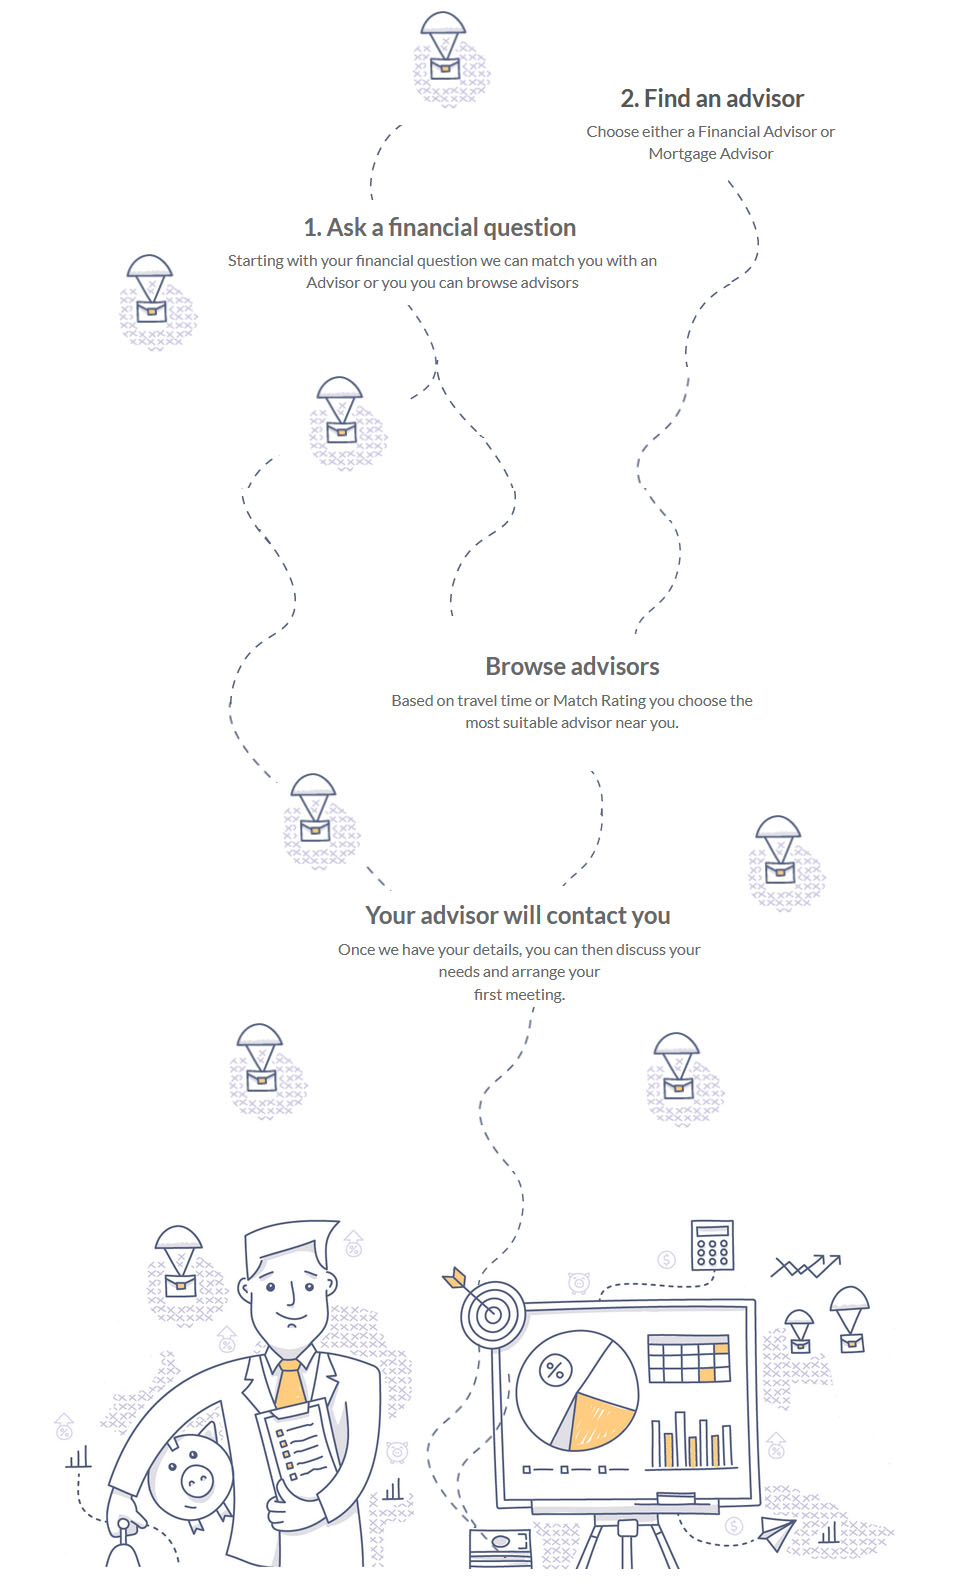 2. Find an advisor
Choose either a Financial Advisor or
Mortgage Advisor
1. Ask a financial question
Starting with your financial question we can match you with an
Advisor or you you can browse advisors
Browse advisors
Based on travel time or Match Rating you choose the
most suitable advisor near you.
Your advisor will contact you
Once we have your details, you can then discuss your
needs and arrange your
first meeting.